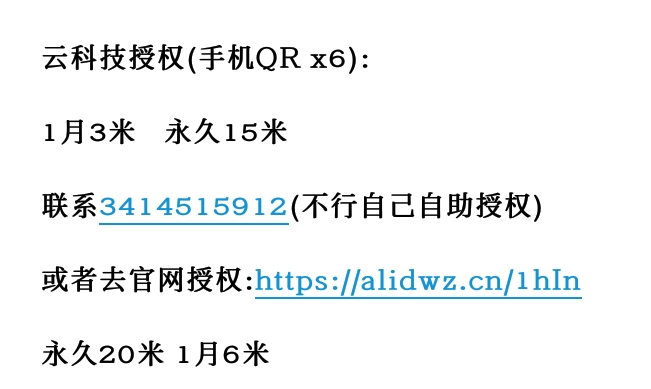 云科技授权(手机QR x6):
1月3米 永久15米
联系3414515912(不行自己自助授权)
或者去官网授权:https://alidwz.cn/1hIn
永久20米 1月6米